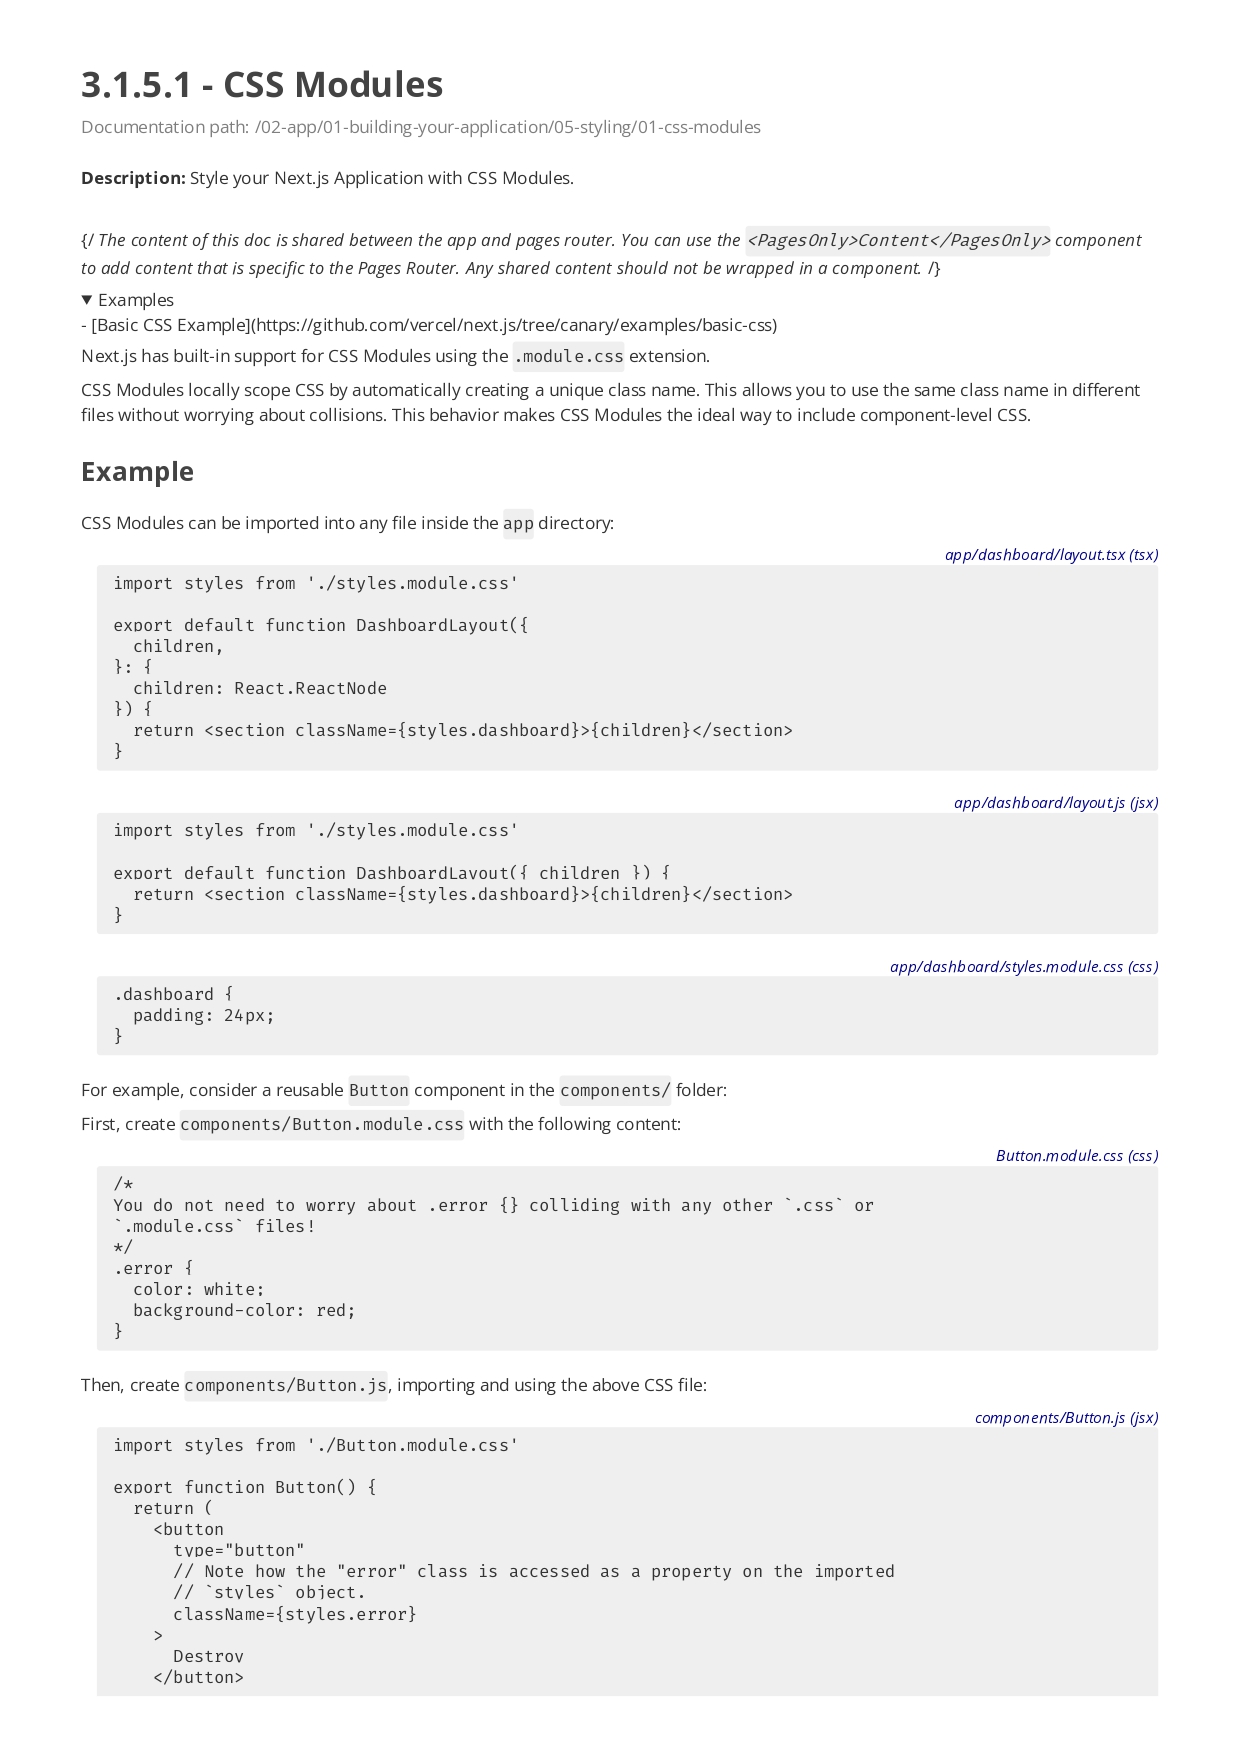 3.1.5.1 - CSS Modules
Documentation path: /02-app/01-building-your-application/05-styling/01-css-modules
Description: Style your Next.js Application with CSS Modules.
{/ The content of this doc is shared between the app and pages router. You can use the <PagesOnly>Content</PagesOnly> component
to add content that is specific to the Pages Router. Any shared content should not be wrapped in a component. /}
▼ Examples
- [Basic CSS Example](https://github.com/vercel/next.js/tree/canary/examples/basic-css)
Next.js has built-in support for CSS Modules using the .module.css extension.
CSS Modules locally scope CSS by automatically creating a unique class name. This allows you to use the same class name in different
files without worrying about collisions. This behavior makes CSS Modules the ideal way to include component-level CSS.
Example
CSS Modules can be imported into any file inside the app directory:
app/dashboard/layout.tsx (tsx)
import styles from './styles.module.css'
export default function DashboardLayout({
  children,
}: {
  children: React.ReactNode
}) {
  return <section className={styles.dashboard}>{children}</section>
}
app/dashboard/layout.js (jsx)
import styles from './styles.module.css'
export default function DashboardLayout({ children }) {
  return <section className={styles.dashboard}>{children}</section>
}
app/dashboard/styles.module.css (css)
.dashboard {
  padding: 24px;
}
For example, consider a reusable Button component in the components/ folder:
First, create components/Button.module.css with the following content:
Button.module.css (css)
/*
You do not need to worry about .error {} colliding with any other `.css` or
`.module.css` files!
*/
.error {
  color: white;
  background-color: red;
}
Then, create components/Button.js, importing and using the above CSS file:
components/Button.js (jsx)
import styles from './Button.module.css'
export function Button() {
  return (
    <button
      type="button"
      // Note how the "error" class is accessed as a property on the imported
      // `styles` object.
      className={styles.error}
    >
      Destroy
    </button>